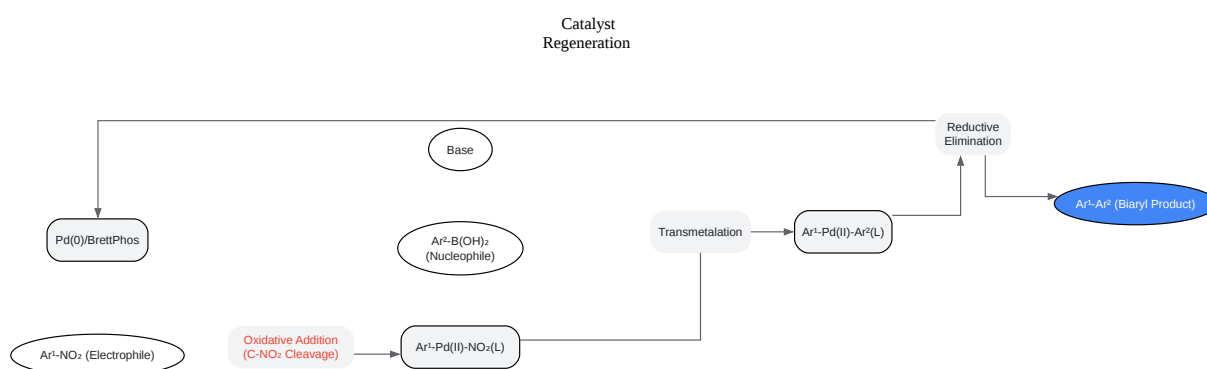 Catalyst
Regeneration
Reductive
Elimination
Base
Ar¹-Ar² (Biaryl Product)
Pd(0)/BrettPhos
Ar²-B(OH)₂
(Nucleophile)
Transmetalation
Ar¹-Pd(II)-Ar²(L)
Ar¹-NO₂ (Electrophile)
Oxidative Addition
(C-NO₂ Cleavage)
Ar¹-Pd(II)-NO₂(L)